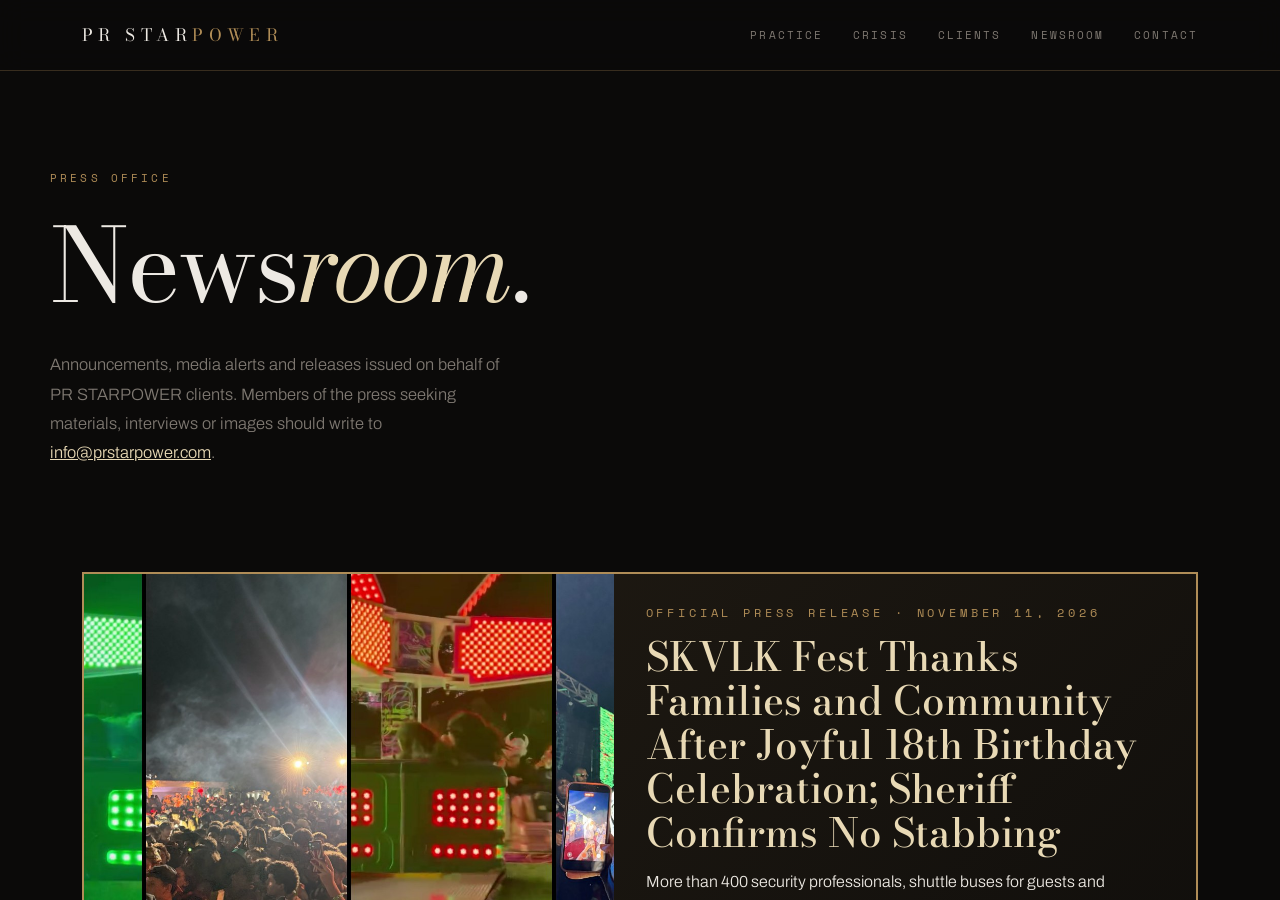 PR STARPOWER
PRACTICE CRISIS CLIENTS NEWSROOM CONTACT
PRESS OFFICE
Newsroom.
Announcements, media alerts and releases issued on behalf of
PR STARPOWER clients. Members of the press seeking
materials, interviews or images should write to
info@prstarpower.com.
OFFICIAL PRESS RELEASE · NOVEMBER 11, 2026
SKVLK Fest Thanks
Families and Community
After Joyful 18th Birthday
Celebration; Sheriff
Confirms No Stabbing
More than 400 security professionals, shuttle buses for guests and